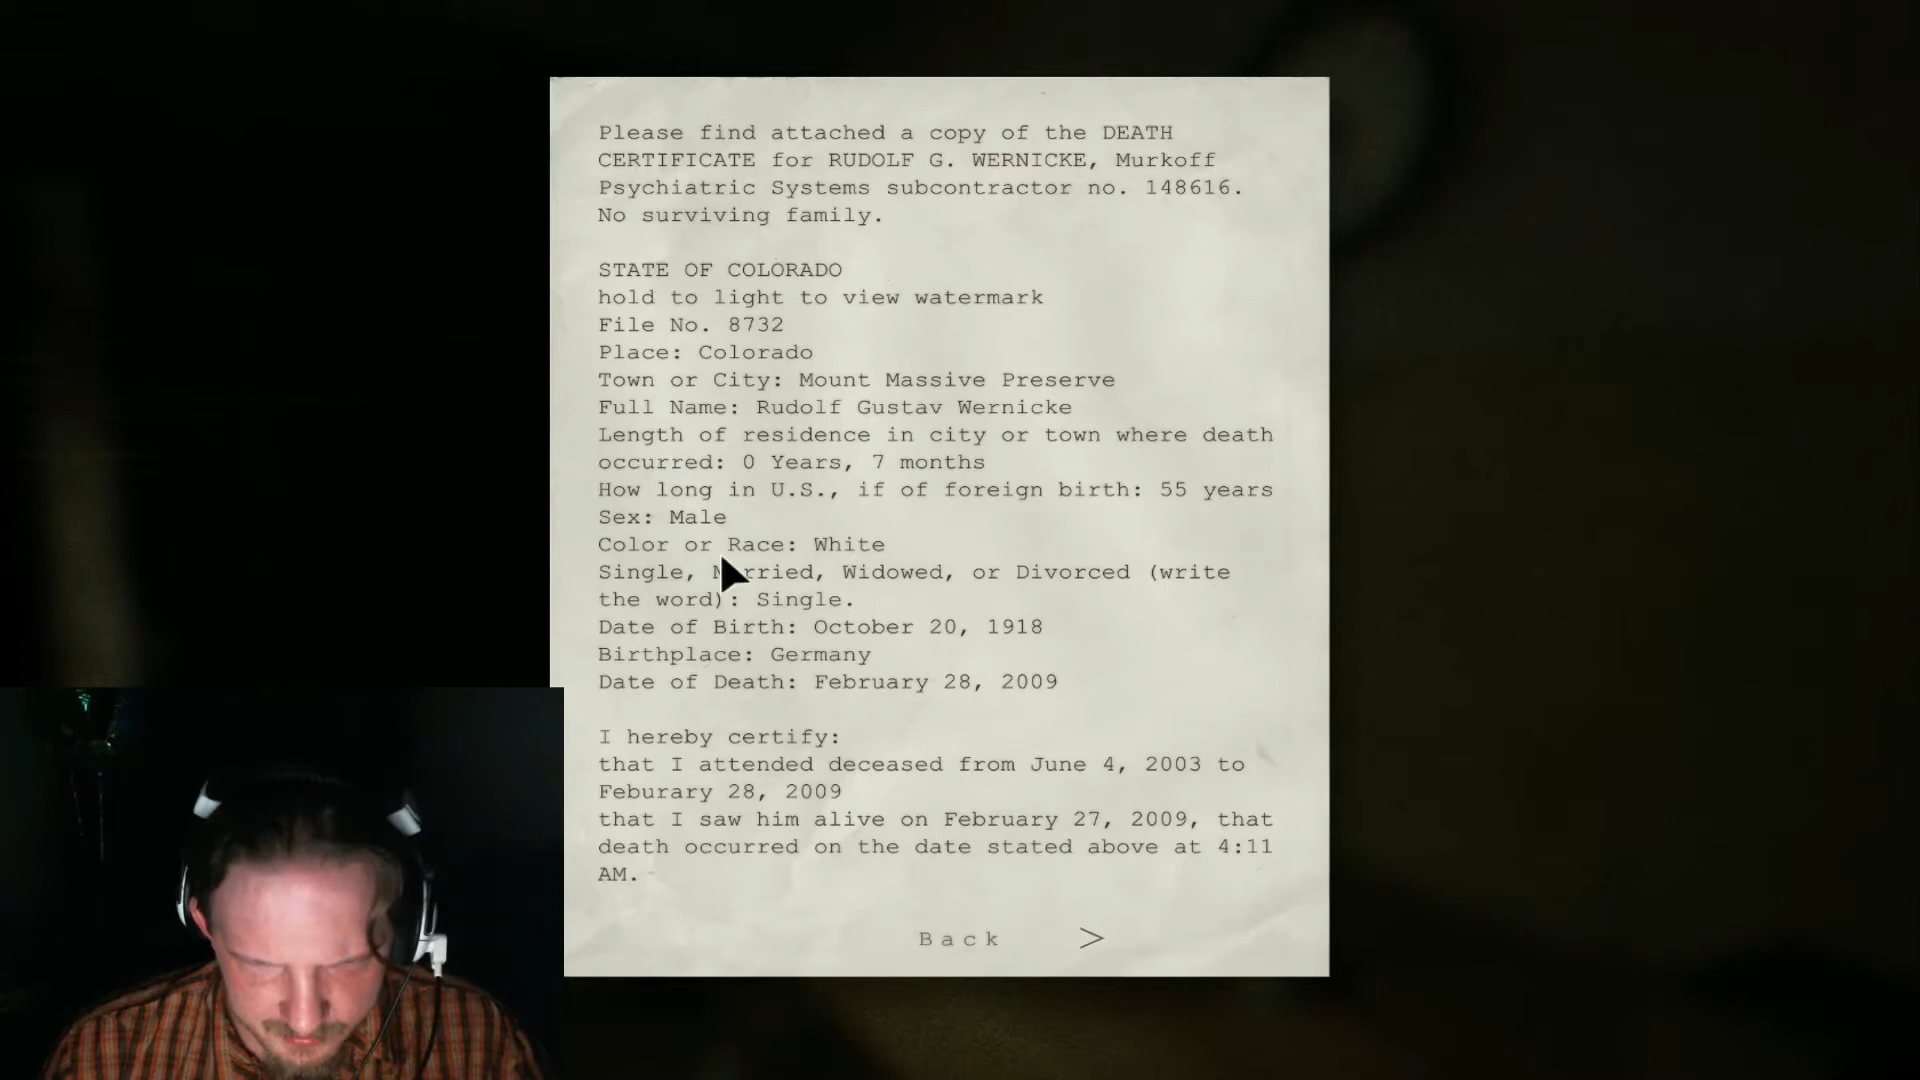 Please find attached a copy of the DEATH
CERTIFICATE for RUDOLF G. WERNICKE, Murkoff
Psychiatric Systems subcontractor no. 148616.
No surviving family.
STATE OF COLORADO
hold to light to view watermark
File No. 8732
Place: Colorado
Town or City: Mount Massive Preserve
Full Name: Rudolf Gustav Wernicke
Length of residence in city or town where death
occurred: 0 Years, 7 months
How long in U.S., if of foreign birth: 55 years
Sex: Male
Color or Race: White
Single, Married, Widowed, or Divorced (write
the word): Single.
Date of Birth: October 20, 1918
Birthplace: Germany
Date of Death: February 28, 2009
I hereby certify:
that I attended deceased from June 4, 2003 to
Feburary 28, 2009
that I saw him alive on February 27, 2009, that
death occurred on the date stated above at 4:11
AM.
Back >